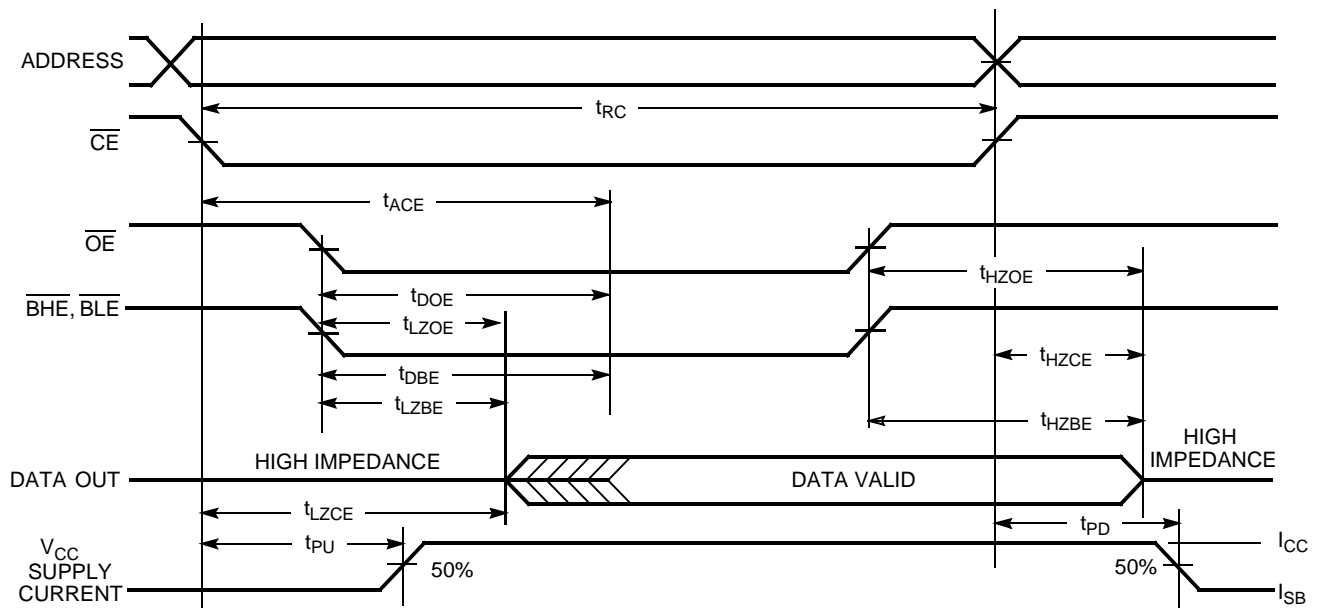 ADDRESS
tRC
CE
tACE
OE
tHZOE
tDOE
BHE, BLE
tLZOE
tHZCE
tDBE
tLZBE
tHZBE
HIGH
IMPEDANCE
HIGH IMPEDANCE
DATA OUT
DATA VALID
tLZCE
tPD
tPU
VCC
SUPPLY
CURRENT
50%
50%
ICC
ISB